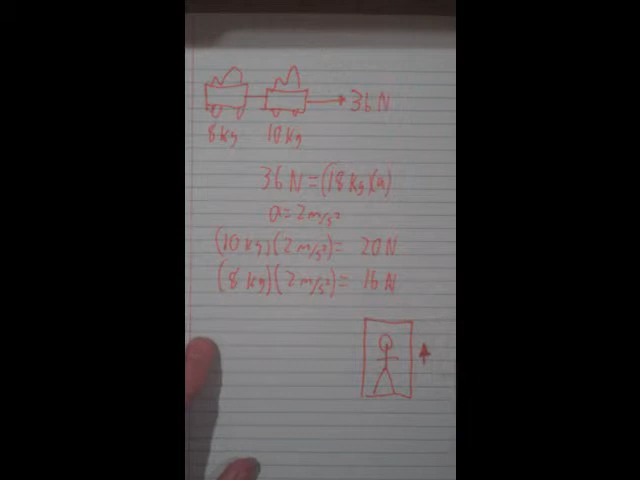 36 N
8 kg 10 kg
36 N = (18 kg)(a)
a = 2 m/s²
(10 kg)(2 m/s²) = 20 N
(8 kg)(2 m/s²) = 16 N